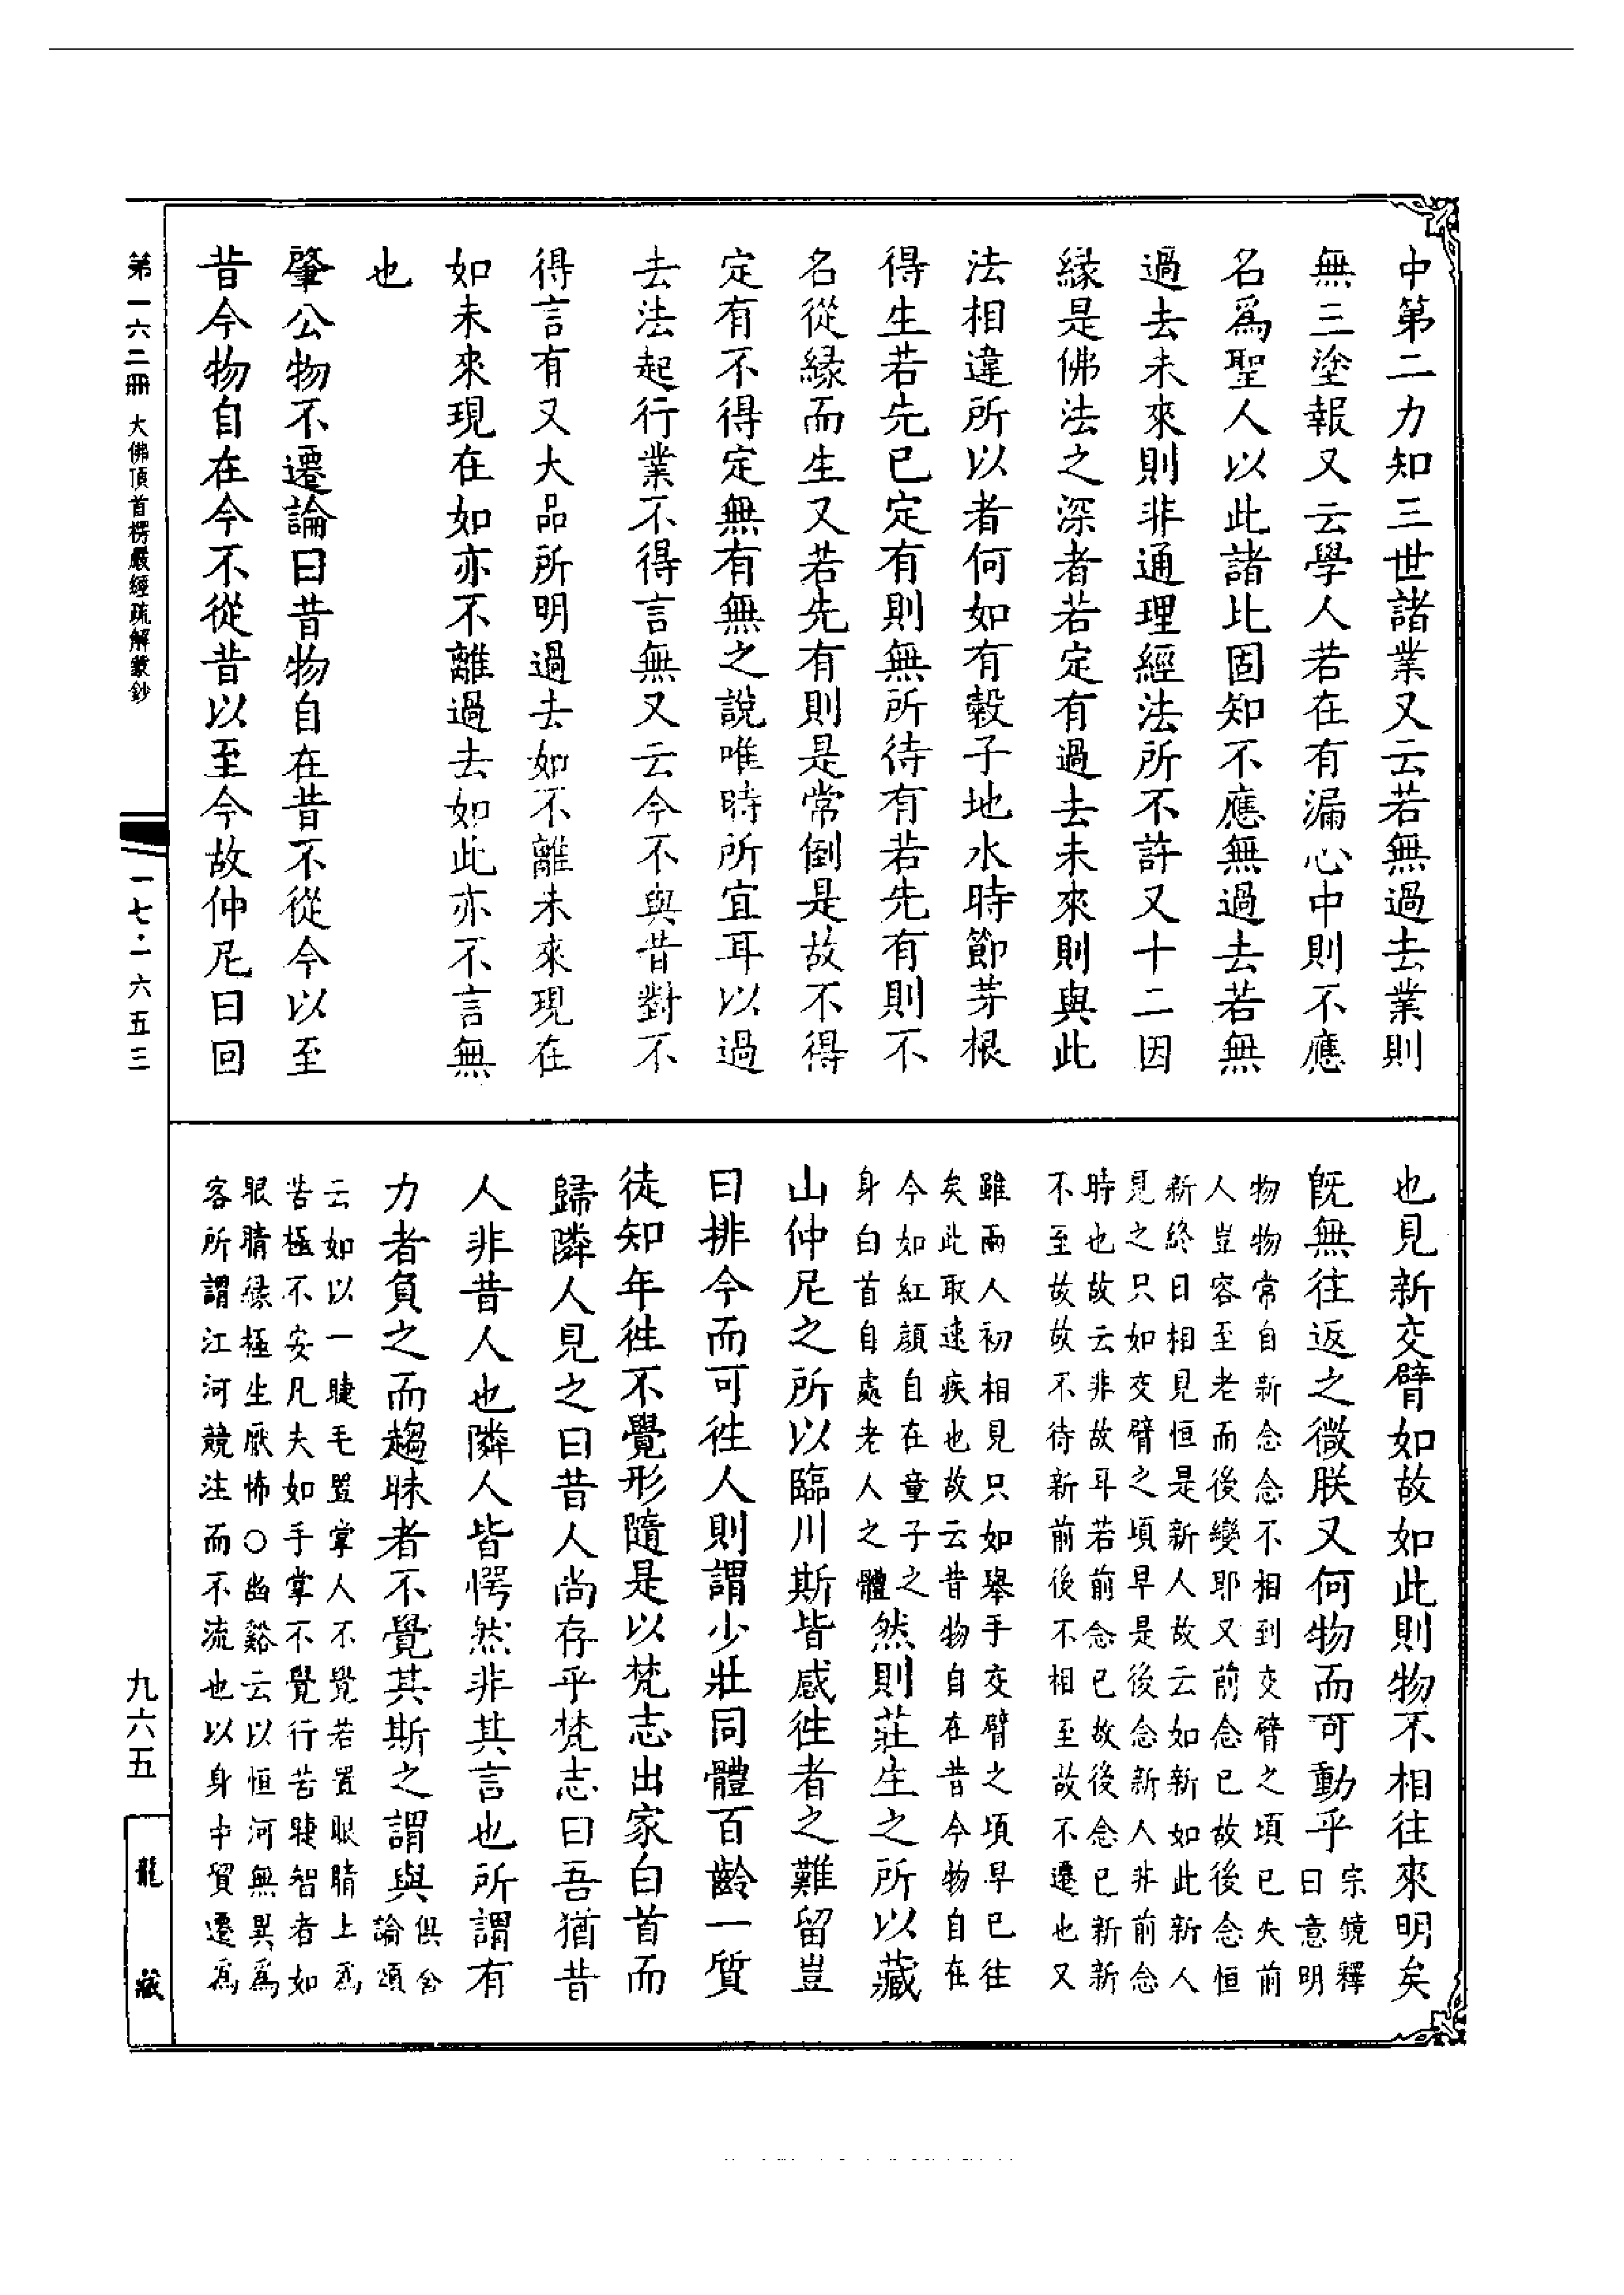 中第二力知三世諸業又云若無過去業則
無三塗報又云學人若在有漏心中則不應
名爲聖人以此諸比固知不應無過去若無
過去未來則非通理經法所不許又十二因
緣是佛法之深者若定有過去未來則與此
法相違所以者何如有穀子地水時節芽根
得生若先已定有則無所待有若先有則不
名從緣而生又若先有則是常倒是故不得
定有不得定無有無之說唯時所宜耳以過
去法起行業不得言無又云今不與昔對不
得言有又大品所明過去如不離未來現在
如未來現在如亦不離過去如此亦不言無
也
肇公物不遷論曰昔物自在昔不從今以至
昔今物自在今不從昔以至今故仲尼曰回
也見新交臂如故如此則物不相往來明矣
旣無往返之微朕又何物而可動乎
宗鏡釋
曰意明
物物常自新念念不相到交臂之頃已失前
人豈容至老而後變耶又前念已故後念恒
新終日相見恒是新人故云如新如此新人
見之只如交臂之頃早是後念新人非前念
時也故云非故耳若前念已故後念已新新
不至故故不待新前後不相至故不遷也又
雖兩人初相見只如舉手交臂之頃早已往
矣此取速疾也故云昔物自在昔今物自在
今如紅顏自在童子之
身白首自處老人之體
然則莊生之所以藏
山仲尼之所以臨川斯皆感徃者之難留豈
曰排今而可徃人則謂少壯同體百齡一質
徒知年徃不覺形隨是以梵志出家白首而
歸隣人見之曰昔人尚存乎梵志曰吾猶昔
人非昔人也隣人皆愕然非其言也所謂有
力者負之而趨昧者不覺其斯之謂與
俱舍
論頌
云如以一睫毛置掌人不覺若置眼睛上爲
苦極不安凡夫如手掌不覺行苦睫智者如
眼睛緣極生厭怖○幽谿云以恒河無異爲
客所謂江河競注而不流也以身中貿遷爲
第一六二冊 大佛頂首楞嚴經疏解蒙鈔
一七·一六五三
九六五
龍藏